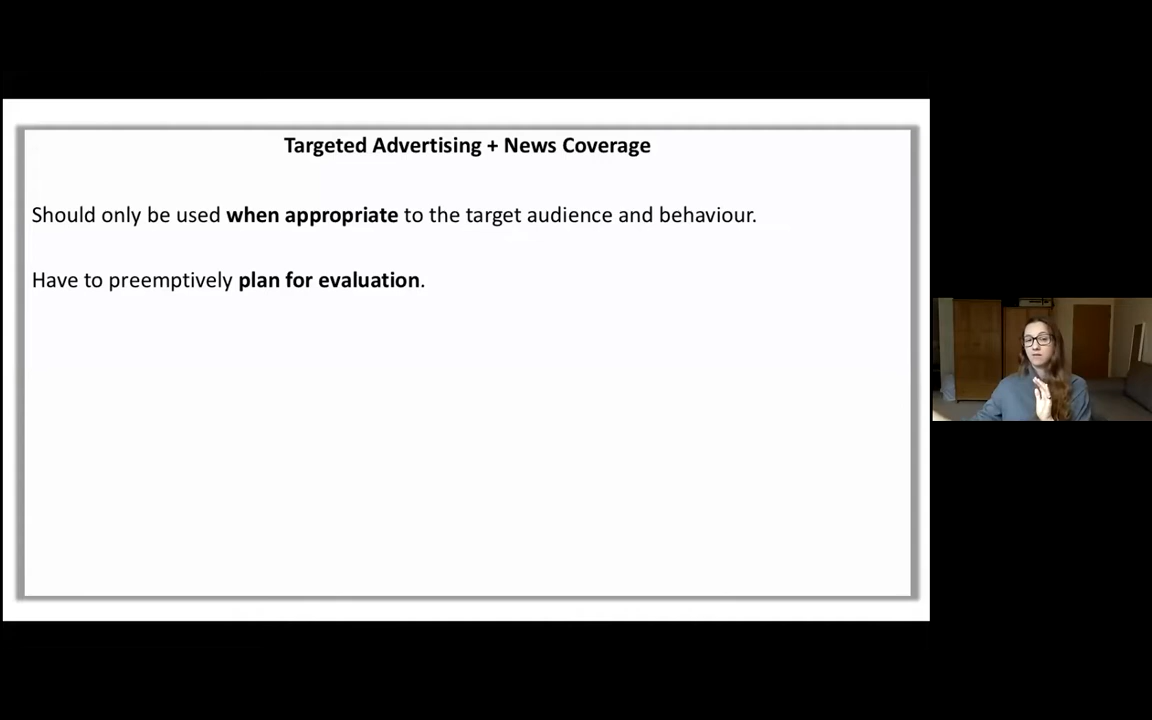 Targeted Advertising + News Coverage
Should only be used when appropriate to the target audience and behaviour.
Have to preemptively plan for evaluation.